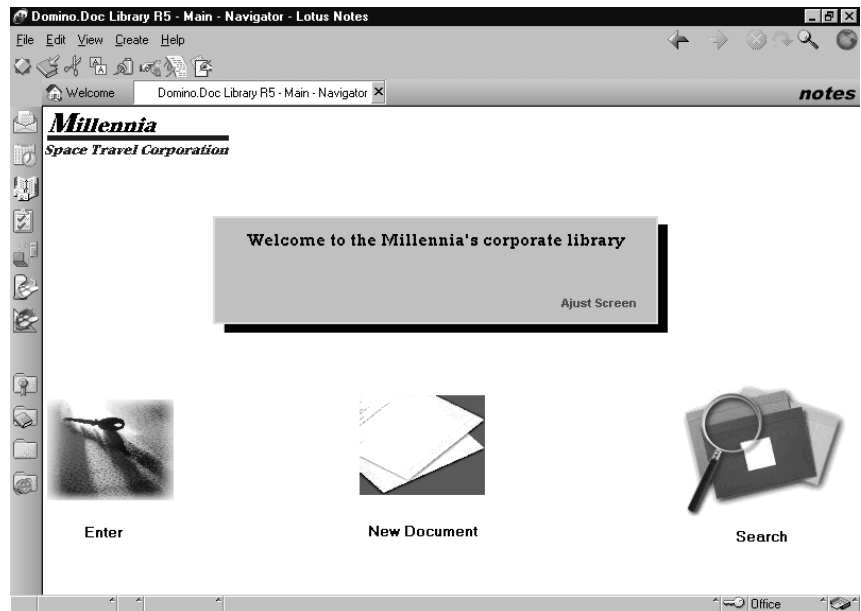 Domino.Doc Library R5 - Main - Navigator - Lotus Notes
File Edit View Create Help
Welcome Domino.Doc Library R5 - Main - Navigator notes
Millennia
Space Travel Corporation
Welcome to the Millennia's corporate library
Ajust Screen
Enter New Document Search
Office